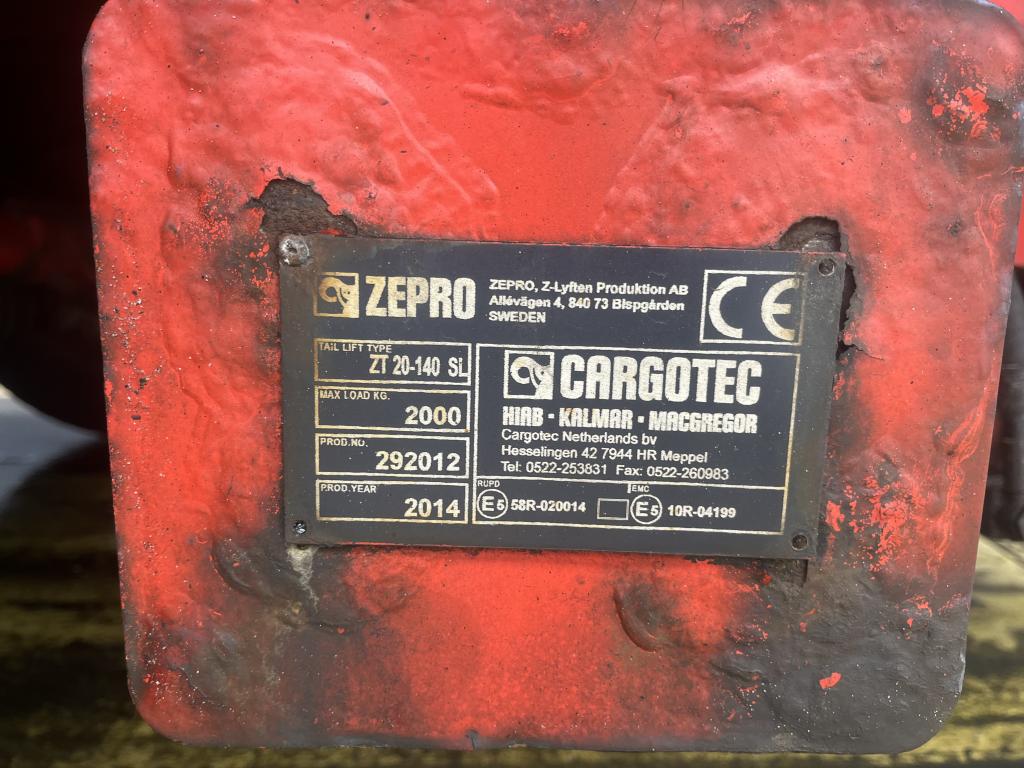 ZEPRO
ZEPRO, Z-Lyften Produktion AB
Allévägen 4, 840 73 Bispgården
SWEDEN
CE
TAIL LIFT TYPE
ZT 20-140 SL
MAX LOAD KG.
2000
PROD.NO.
292012
PROD.YEAR
2014
CARGOTEC
HIAB - KALMAR - MACGREGOR
Cargotec Netherlands bv
Hesselingen 42 7944 HR Meppel
Tel: 0522-253831 Fax: 0522-260983
RUPD
E5 58R-020014
EMC
E5 10R-04199